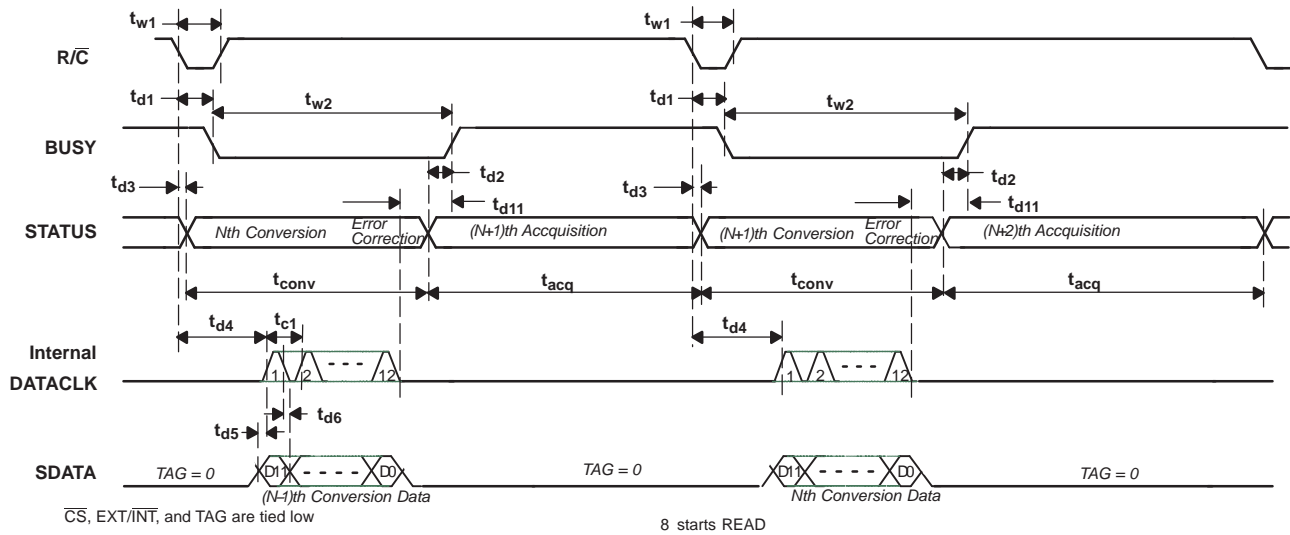 tw1 tw1
R/C
td1 tw2 td1 tw2
BUSY
td3 td2 td3 td2
td11 td11
STATUS Nth Conversion Error Correction (N+1)th Accquisition (N+1)th Conversion Error Correction (N+2)th Accquisition
tconv tacq tconv tacq
td4 tc1 td4
Internal
DATACLK 1 2 12 1 2 12
td6
td5
SDATA TAG = 0 D11 D0 TAG = 0 D11 D0 TAG = 0
(N-1)th Conversion Data Nth Conversion Data
CS, EXT/INT, and TAG are tied low
8 starts READ